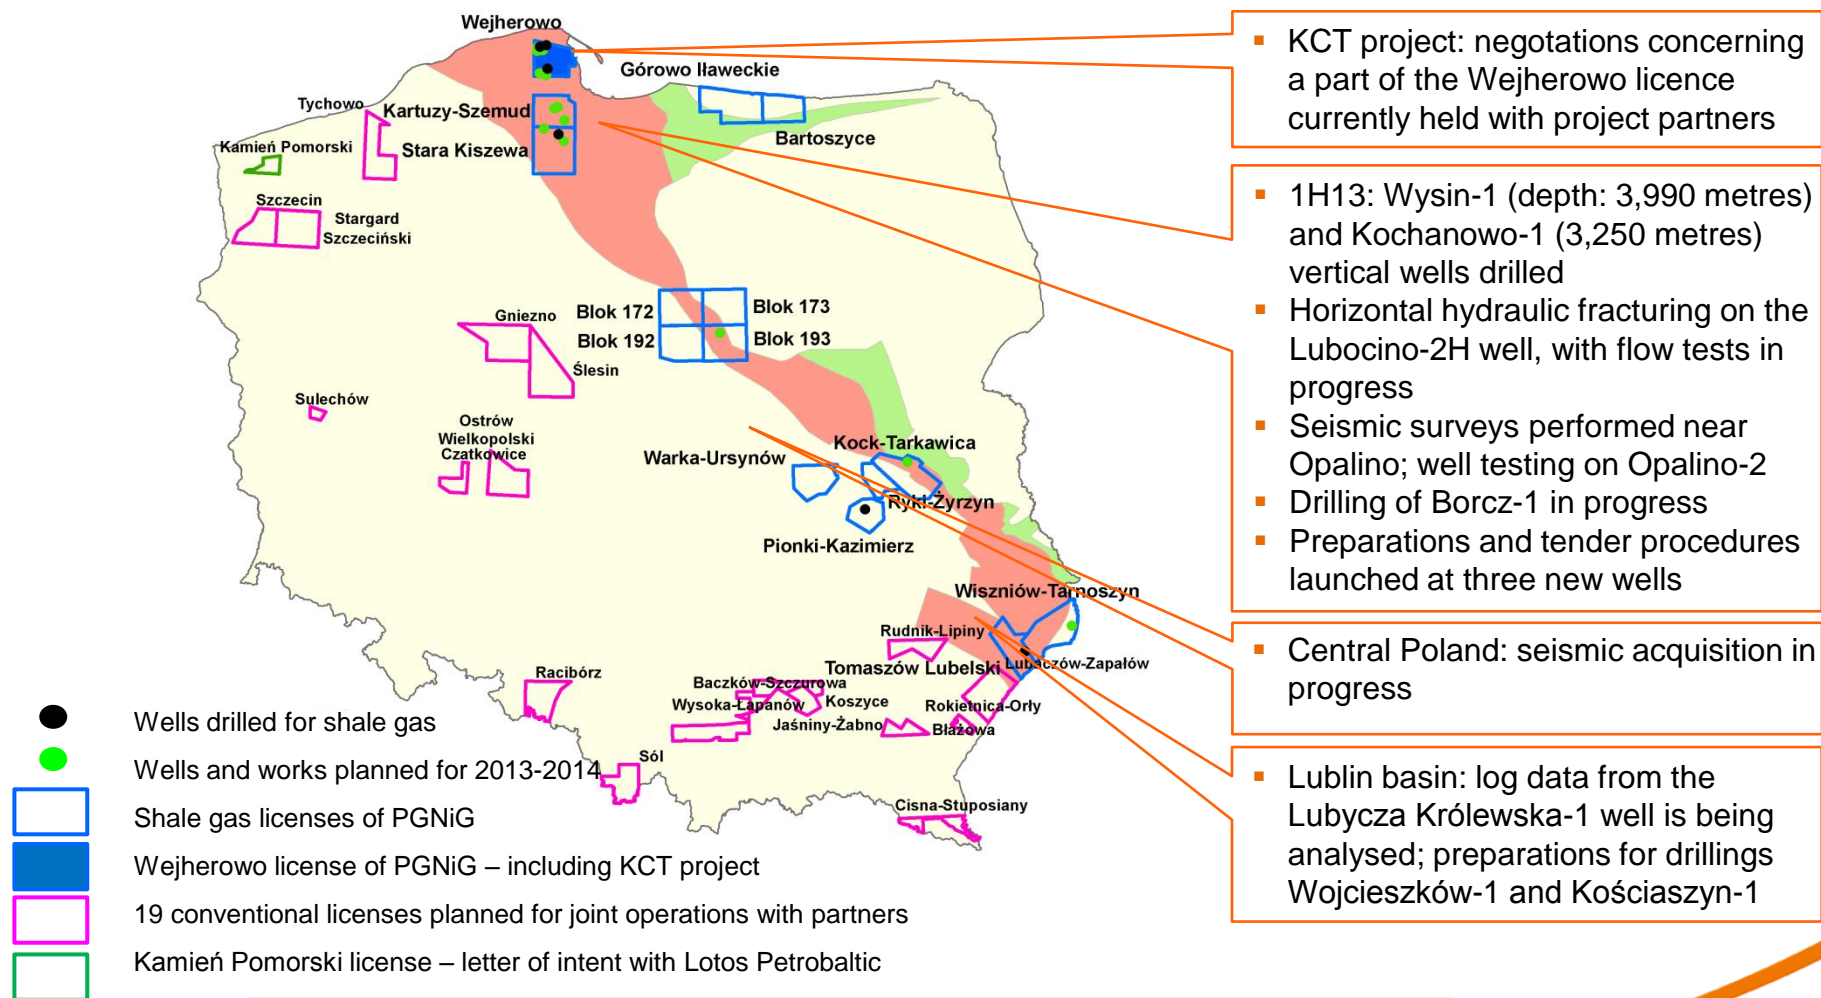 Wejherowo
Górowo Iławeckie
Tychowo
Kartuzy-Szemud
Bartoszyce
Kamień Pomorski
Stara Kiszewa
Szczecin
Stargard
Szczeciński
Blok 172
Blok 173
Gniezno
Blok 192
Blok 193
Ślesin
Sulechów
Ostrów
Wielkopolski
Czatkowice
Kock-Tarkawica
Warka-Ursynów
Ryki-Żyrzyn
Pionki-Kazimierz
Wiszniów-Tarnoszyn
Rudnik-Lipiny
Tomaszów Lubelski
Lubaczów-Zapałów
Racibórz
Baczków-Szczurowa
Wysoka-Łapanów
Koszyce
Rokietnica-Orły
Jaśniny-Żabno
Błażowa
Sól
Cisna-Stuposiany
Wells drilled for shale gas
Wells and works planned for 2013-2014
Shale gas licenses of PGNiG
Wejherowo license of PGNiG – including KCT project
19 conventional licenses planned for joint operations with partners
Kamień Pomorski license – letter of intent with Lotos Petrobaltic
▪ KCT project: negotations concerning
a part of the Wejherowo licence
currently held with project partners
▪ 1H13: Wysin-1 (depth: 3,990 metres)
and Kochanowo-1 (3,250 metres)
vertical wells drilled
▪ Horizontal hydraulic fracturing on the
Lubocino-2H well, with flow tests in
progress
▪ Seismic surveys performed near
Opalino; well testing on Opalino-2
▪ Drilling of Borcz-1 in progress
▪ Preparations and tender procedures
launched at three new wells
▪ Central Poland: seismic acquisition in
progress
▪ Lublin basin: log data from the
Lubycza Królewska-1 well is being
analysed; preparations for drillings
Wojcieszków-1 and Kościaszyn-1